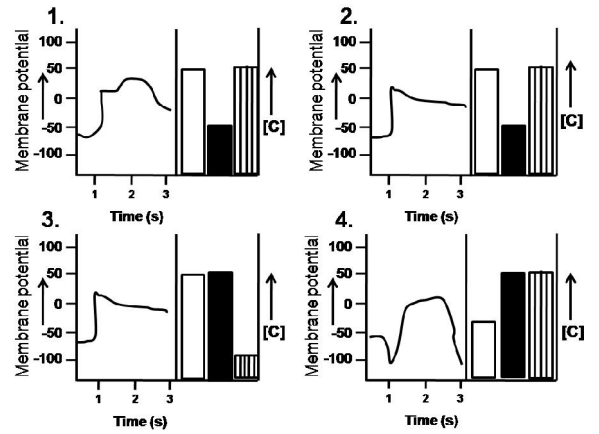 1.
Membrane potential
100
50
0
-50
-100
1 2 3
Time (s)
[C]
2.
Membrane potential
100
50
0
-50
-100
1 2 3
Time (s)
[C]
3.
Membrane potential
100
50
0
-50
-100
1 2 3
Time (s)
[C]
4.
Membrane potential
100
50
0
-50
-100
1 2 3
Time (s)
[C]